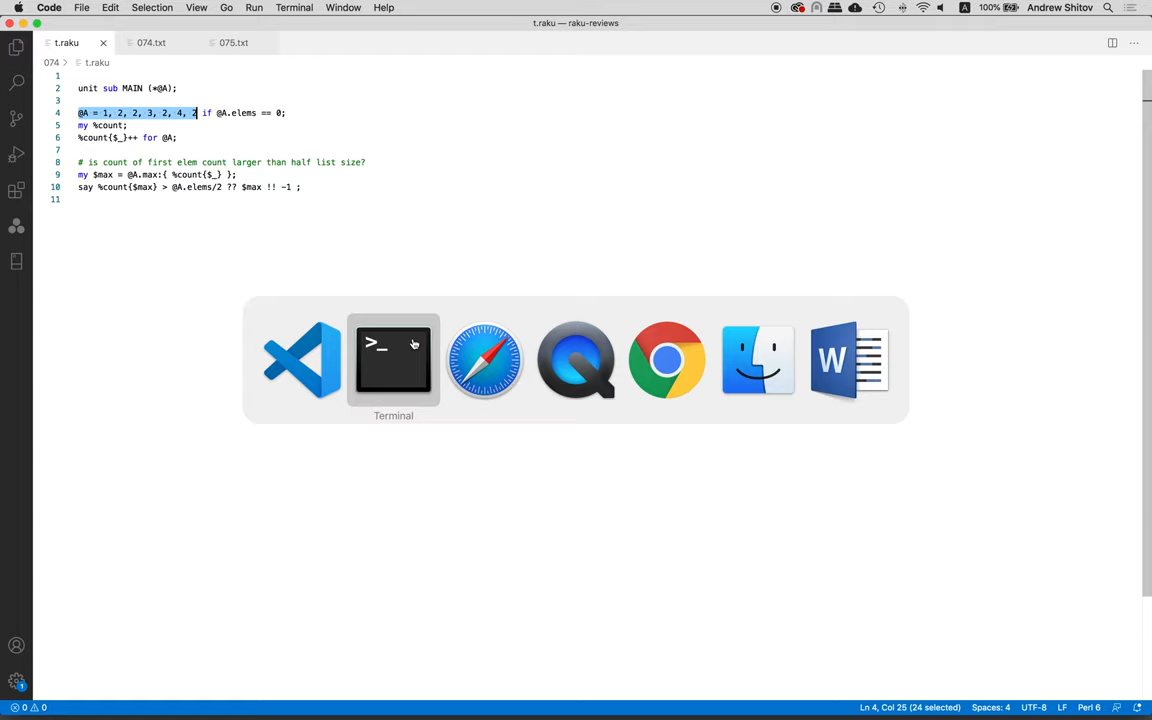 Code File Edit Selection View Go Run Terminal Window Help 100% Andrew Shitov
t.raku — raku-reviews
t.raku 074.txt 075.txt
074 t.raku
1
2 unit sub MAIN (*@A);
3
4 @A = 1, 2, 2, 3, 2, 4, 2 if @A.elems == 0;
5 my %count;
6 %count{$_}++ for @A;
7
8 # is count of first elem count larger than half list size?
9 my $max = @A.max:{ %count{$_} };
10 say %count{$max} > @A.elems/2 ?? $max !! -1 ;
11
>_
W
Terminal
1
0 0 Ln 4, Col 25 (24 selected) Spaces: 4 UTF-8 LF Perl 6